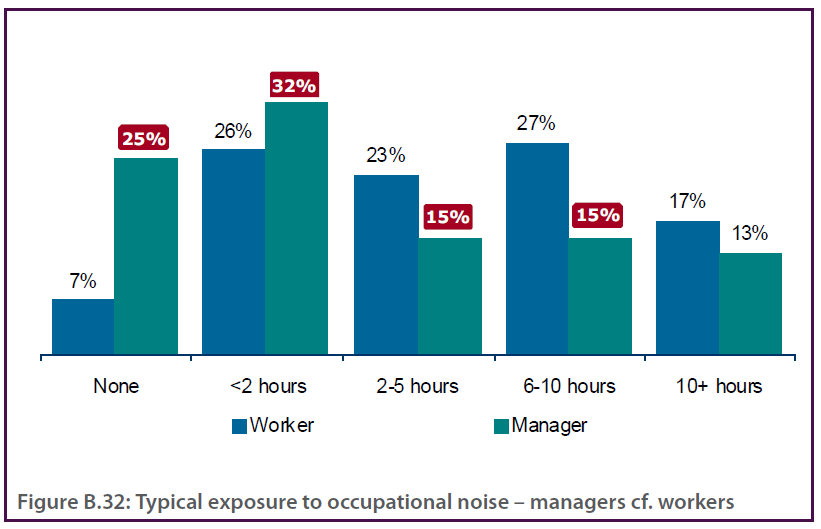 32%
25%
26%
27%
23%
17%
15%
15%
13%
7%
None
<2 hours
2-5 hours
6-10 hours
10+ hours
Worker
Manager
Figure B.32: Typical exposure to occupational noise – managers cf. workers